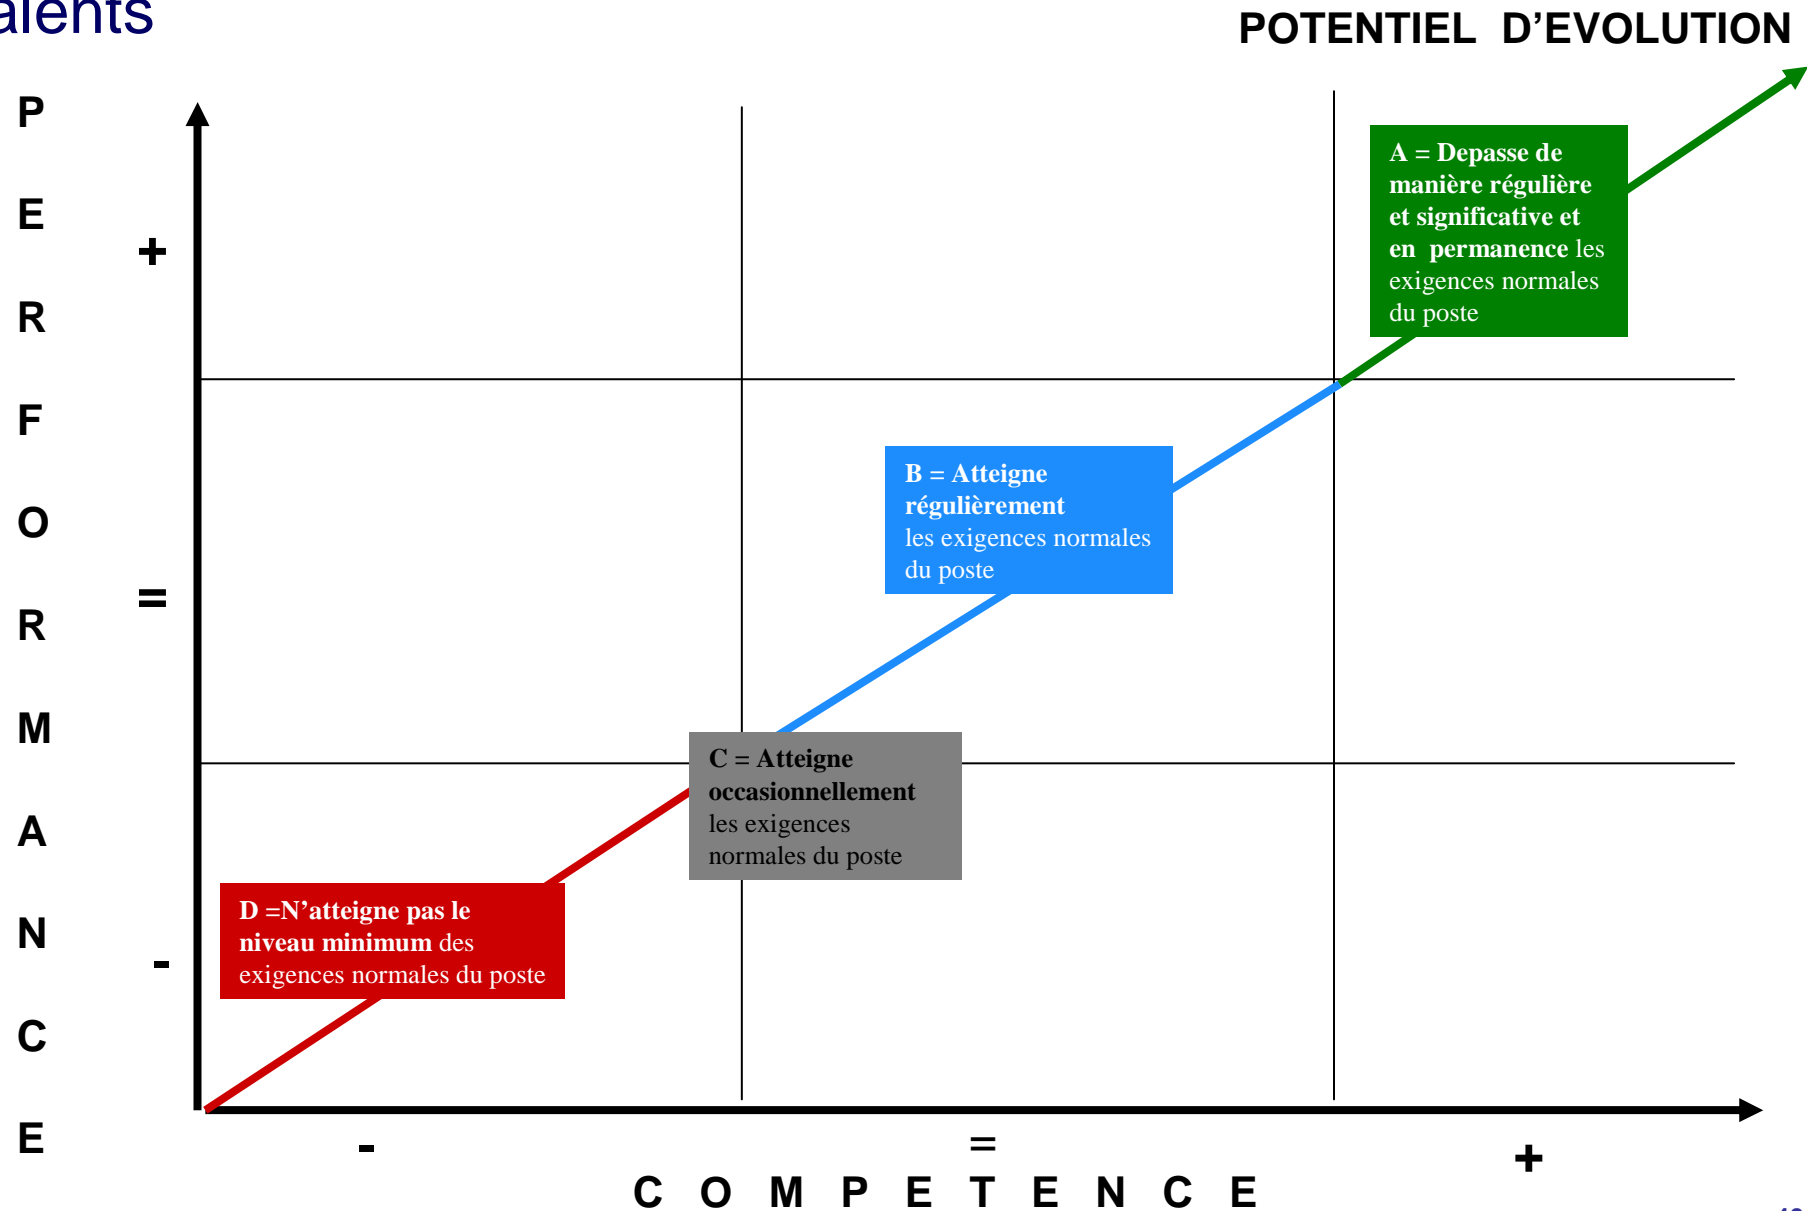 alents
POTENTIEL D’EVOLUTION
P
E
R
F
O
R
M
A
N
C
E
+
=
-
A = Depasse de
manière régulière
et significative et
en permanence les
exigences normales
du poste
B = Atteigne
régulièrement
les exigences normales
du poste
C = Atteigne
occasionnellement
les exigences
normales du poste
D =N’atteigne pas le
niveau minimum des
exigences normales du poste
- = +
C O M P E T E N C E